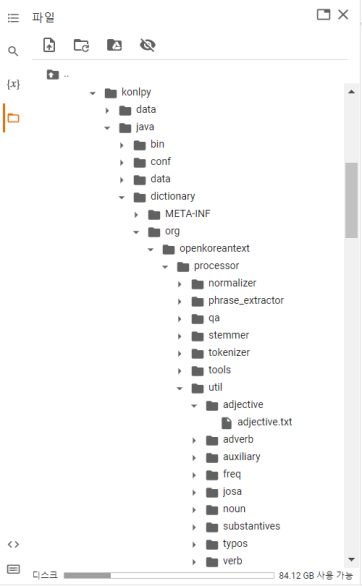 파일
{x}
..
konlpy
data
java
bin
conf
data
dictionary
META-INF
org
openkoreantext
processor
normalizer
phrase_extractor
qa
stemmer
tokenizer
tools
util
adjective
adjective.txt
adverb
auxiliary
freq
josa
noun
substantives
typos
verb
디스크 84.12 GB 사용 가능